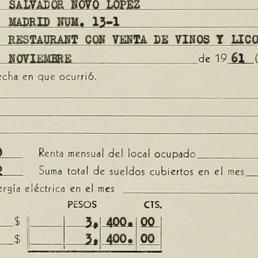 SALVADOR NOVO LOPEZ
MADRID NUM. 13-1
RESTAURANT CON VENTA DE VINOS Y LICO
NOVIEMBRE de 1961 (
echa en que ocurrió.
Renta mensual del local ocupado
2 Suma total de sueldos cubiertos en el mes
ergía eléctrica en el mes
PESOS CTS.
$ 3, 400. 00
$ 3, 400. 00